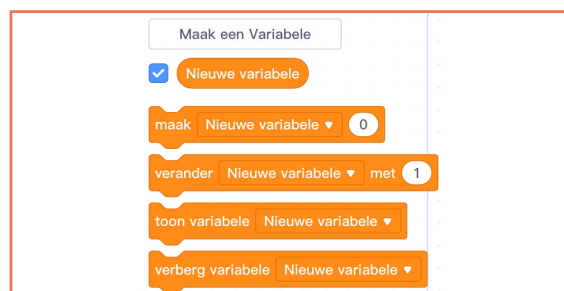 Maak een Variabele
Nieuwe variabele
maak Nieuwe variabele 0
verander Nieuwe variabele met 1
toon variabele Nieuwe variabele
verberg variabele Nieuwe variabele